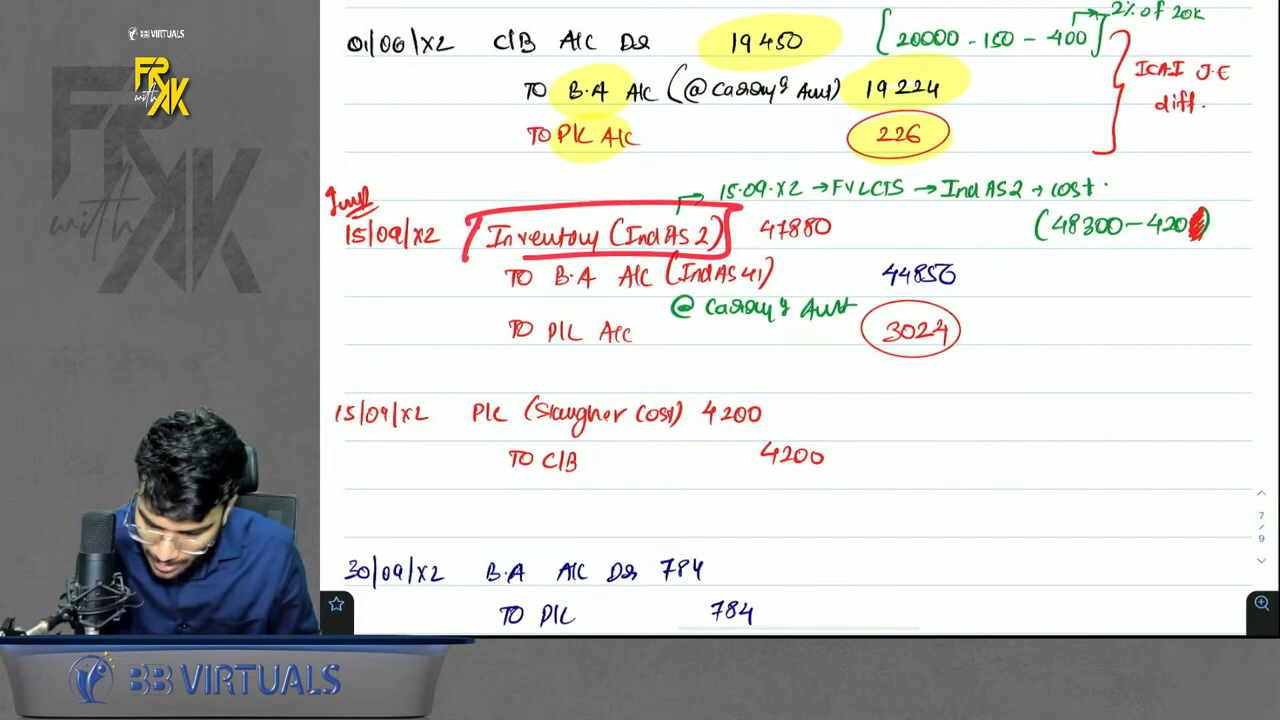 BB VIRTUALS
FR
with AK
2% of 20k
01/06/X2 C/B A/C Dr 19450 [20000 - 150 - 400]
ICAI J.E
diff.
TO B.A A/C (@ Carry'g Amt) 19224
TO P/L A/C 226
15.09.X2 → FVLCTS → Ind AS 2 → cost.
Imp
15/09/X2 Inventory (Ind AS 2) 47880 (48300 - 420)
TO B.A A/C (Ind AS 41) 44856
@ Carry'g Amt
TO P/L A/C 3024
15/09/X2 P/L (Slaugher cost) 4200
TO C/B 4200
7/9
30/09/X2 B.A A/C Dr 784
TO P/L 784
BB VIRTUALS